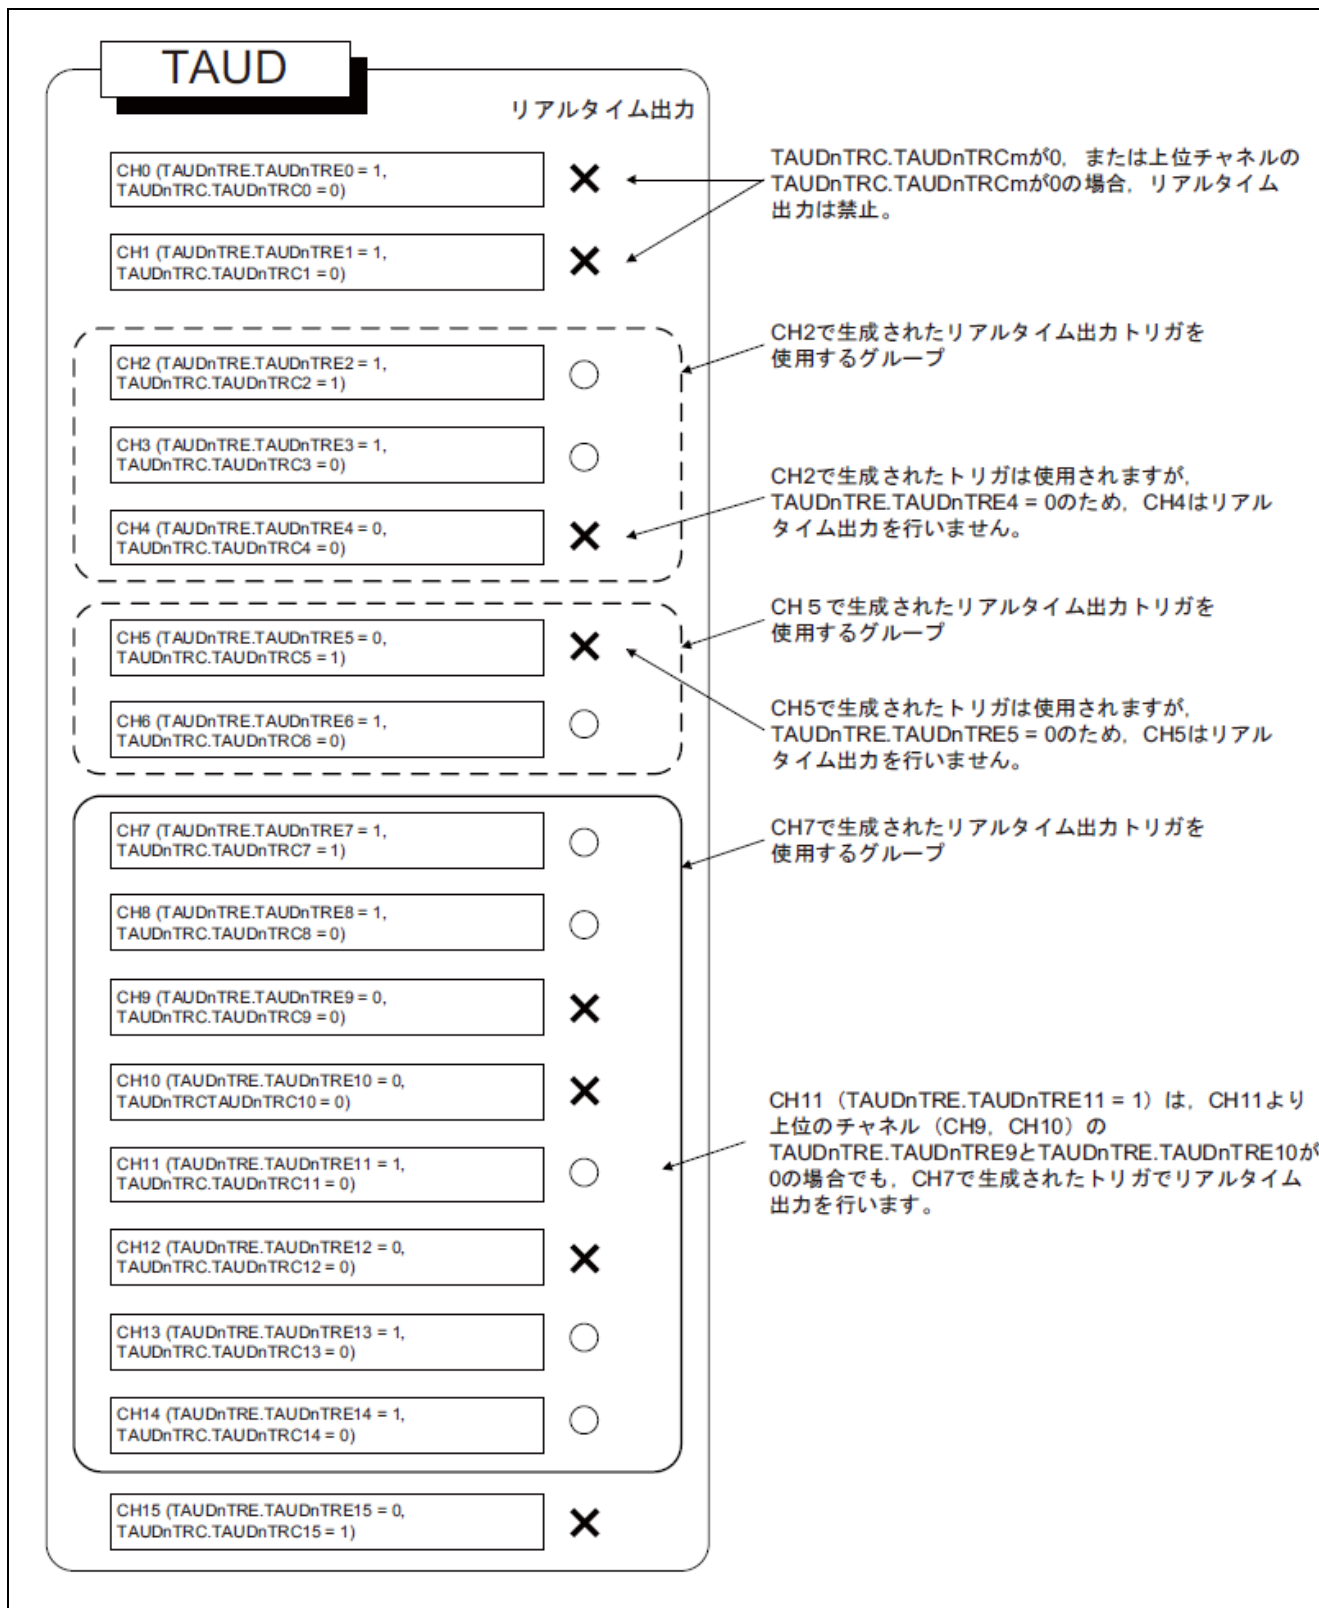 TAUD
リアルタイム出力
CH0 (TAUDnTRE.TAUDnTRE0 = 1,
TAUDnTRC.TAUDnTRC0 = 0)
TAUDnTRC.TAUDnTRCmが0，または上位チャネルの
TAUDnTRC.TAUDnTRCmが0の場合，リアルタイム
出力は禁止。
CH1 (TAUDnTRE.TAUDnTRE1 = 1,
TAUDnTRC.TAUDnTRC1 = 0)
CH2で生成されたリアルタイム出力トリガを
使用するグループ
CH2 (TAUDnTRE.TAUDnTRE2 = 1,
TAUDnTRC.TAUDnTRC2 = 1)
CH3 (TAUDnTRE.TAUDnTRE3 = 1,
TAUDnTRC.TAUDnTRC3 = 0)
CH2で生成されたトリガは使用されますが，
TAUDnTRE.TAUDnTRE4 = 0のため，CH4はリアル
タイム出力を行いません。
CH4 (TAUDnTRE.TAUDnTRE4 = 0,
TAUDnTRC.TAUDnTRC4 = 0)
CH５で生成されたリアルタイム出力トリガを
使用するグループ
CH5 (TAUDnTRE.TAUDnTRE5 = 0,
TAUDnTRC.TAUDnTRC5 = 1)
CH5で生成されたトリガは使用されますが，
TAUDnTRE.TAUDnTRE5 = 0のため，CH5はリアル
タイム出力を行いません。
CH6 (TAUDnTRE.TAUDnTRE6 = 1,
TAUDnTRC.TAUDnTRC6 = 0)
CH7で生成されたリアルタイム出力トリガを
使用するグループ
CH7 (TAUDnTRE.TAUDnTRE7 = 1,
TAUDnTRC.TAUDnTRC7 = 1)
CH8 (TAUDnTRE.TAUDnTRE8 = 1,
TAUDnTRC.TAUDnTRC8 = 0)
CH9 (TAUDnTRE.TAUDnTRE9 = 0,
TAUDnTRC.TAUDnTRC9 = 0)
CH10 (TAUDnTRE.TAUDnTRE10 = 0,
TAUDnTRCTAUDnTRC10 = 0)
CH11（TAUDnTRE.TAUDnTRE11 = 1）は，CH11より
上位のチャネル（CH9，CH10）の
TAUDnTRE.TAUDnTRE9とTAUDnTRE.TAUDnTRE10が
0の場合でも，CH7で生成されたトリガでリアルタイム
出力を行います。
CH11 (TAUDnTRE.TAUDnTRE11 = 1,
TAUDnTRC.TAUDnTRC11 = 0)
CH12 (TAUDnTRE.TAUDnTRE12 = 0,
TAUDnTRC.TAUDnTRC12 = 0)
CH13 (TAUDnTRE.TAUDnTRE13 = 1,
TAUDnTRC.TAUDnTRC13 = 0)
CH14 (TAUDnTRE.TAUDnTRE14 = 1,
TAUDnTRC.TAUDnTRC14 = 0)
CH15 (TAUDnTRE.TAUDnTRE15 = 0,
TAUDnTRC.TAUDnTRC15 = 1)